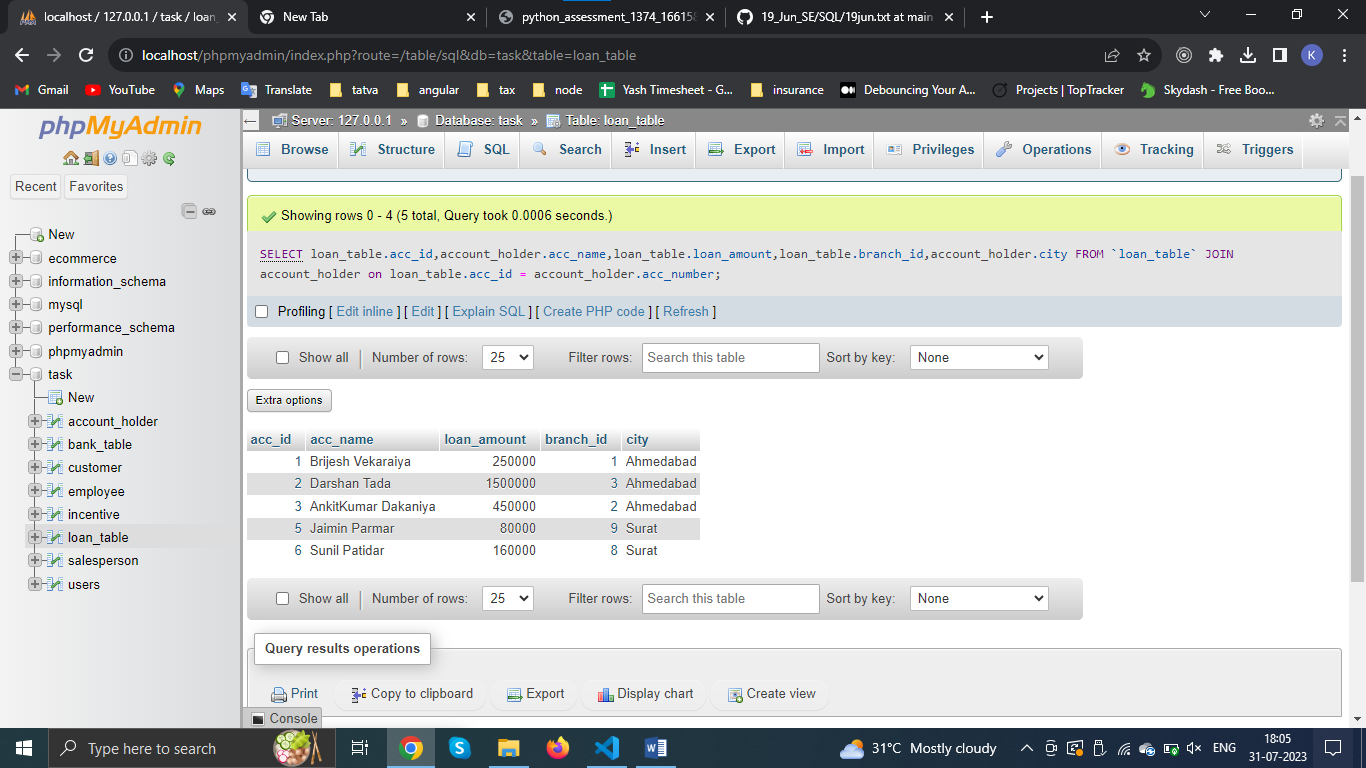 localhost / 127.0.0.1 / task / loan_
New Tab
python_assessment_1374_16615
19_Jun_SE/SQL/19jun.txt at main
localhost/phpmyadmin/index.php?route=/table/sql&db=task&table=loan_table
K
Gmail YouTube Maps Translate tatva angular tax node Yash Timesheet - G... insurance Debouncing Your A... Projects | TopTracker Skydash - Free Boo...
phpMyAdmin
Recent Favorites
New
ecommerce
information_schema
mysql
performance_schema
phpmyadmin
task
New
account_holder
bank_table
customer
employee
incentive
loan_table
salesperson
users
Server: 127.0.0.1 » Database: task » Table: loan_table
Browse Structure SQL Search Insert Export Import Privileges Operations Tracking Triggers
Showing rows 0 - 4 (5 total, Query took 0.0006 seconds.)
SELECT loan_table.acc_id,account_holder.acc_name,loan_table.loan_amount,loan_table.branch_id,account_holder.city FROM `loan_table` JOIN
account_holder on loan_table.acc_id = account_holder.acc_number;
Profiling [ Edit inline ] [ Edit ] [ Explain SQL ] [ Create PHP code ] [ Refresh ]
Show all Number of rows: 25 Filter rows: Search this table Sort by key: None
Extra options
acc_id acc_name loan_amount branch_id city
1 Brijesh Vekaraiya 250000 1 Ahmedabad
2 Darshan Tada 1500000 3 Ahmedabad
3 AnkitKumar Dakaniya 450000 2 Ahmedabad
5 Jaimin Parmar 80000 9 Surat
6 Sunil Patidar 160000 8 Surat
Show all Number of rows: 25 Filter rows: Search this table Sort by key: None
Query results operations
Print Copy to clipboard Export Display chart Create view
Console
Type here to search
31°C Mostly cloudy
ENG
18:05
31-07-2023